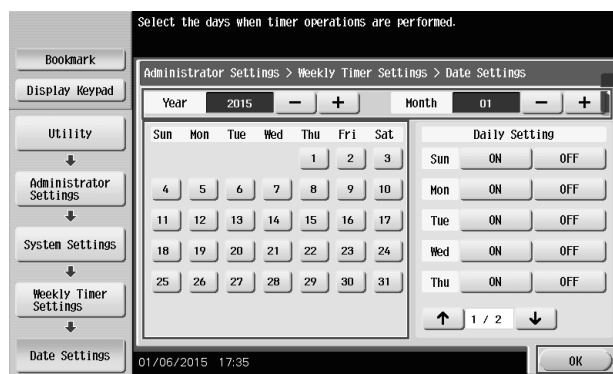 Select the days when timer operations are performed.
Bookmark
Display Keypad
Utility
Administrator
Settings
System Settings
Weekly Timer
Settings
Date Settings
Administrator Settings > Weekly Timer Settings > Date Settings
Year 2015 − + Month 01 − +
Sun Mon Tue Wed Thu Fri Sat
1 2 3
4 5 6 7 8 9 10
11 12 13 14 15 16 17
18 19 20 21 22 23 24
25 26 27 28 29 30 31
Daily Setting
Sun ON OFF
Mon ON OFF
Tue ON OFF
Wed ON OFF
Thu ON OFF
↑ 1 / 2 ↓
01/06/2015 17:35
OK